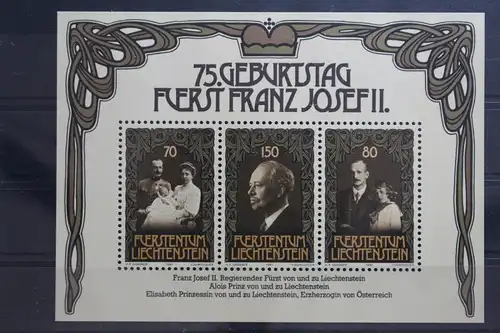 75. GEBURTSTAG
FÜRST FRANZ JOSEF II.
70
150
80
FÜRSTENTUM
LIECHTENSTEIN
FÜRSTENTUM
LIECHTENSTEIN
FÜRSTENTUM
LIECHTENSTEIN
Franz Josef II. Regierender Fürst von und zu Liechtenstein
Alois Prinz von und zu Liechtenstein
Elisabeth Prinzessin von und zu Liechtenstein, Erzherzogin von Österreich